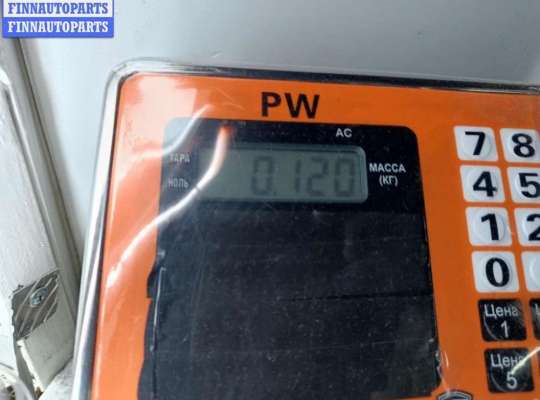 FINNAUTOPARTS
FINNAUTOPARTS
PW
AC
ТАРА
НОЛЬ
0.120
МАССА
(КГ)
7 8
4 5
1 2
0
Цена
1
Цена
5